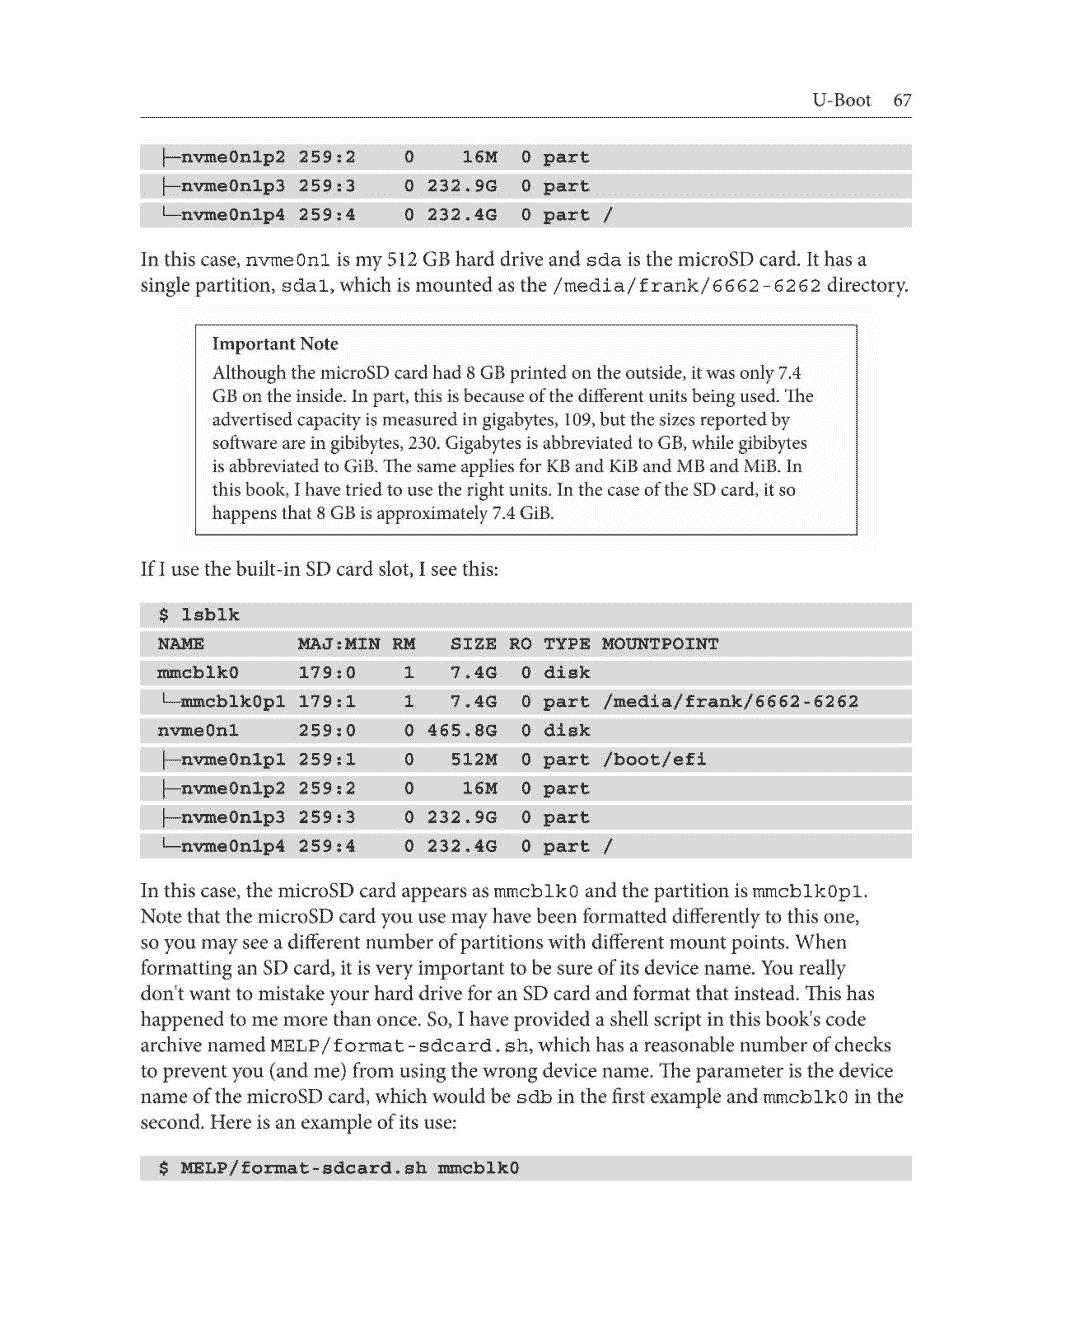 U-Boot 67
├─nvme0n1p2 259:2 0 16M 0 part
├─nvme0n1p3 259:3 0 232.9G 0 part
└─nvme0n1p4 259:4 0 232.4G 0 part /
In this case, nvme0n1 is my 512 GB hard drive and sda is the microSD card. It has a
single partition, sda1, which is mounted as the /media/frank/6662-6262 directory.
Important Note
Although the microSD card had 8 GB printed on the outside, it was only 7.4
GB on the inside. In part, this is because of the different units being used. The
advertised capacity is measured in gigabytes, 109, but the sizes reported by
software are in gibibytes, 230. Gigabytes is abbreviated to GB, while gibibytes
is abbreviated to GiB. The same applies for KB and KiB and MB and MiB. In
this book, I have tried to use the right units. In the case of the SD card, it so
happens that 8 GB is approximately 7.4 GiB.
If I use the built-in SD card slot, I see this:
$ lsblk
NAME MAJ:MIN RM SIZE RO TYPE MOUNTPOINT
mmcblk0 179:0 1 7.4G 0 disk
└─mmcblk0p1 179:1 1 7.4G 0 part /media/frank/6662-6262
nvme0n1 259:0 0 465.8G 0 disk
├─nvme0n1p1 259:1 0 512M 0 part /boot/efi
├─nvme0n1p2 259:2 0 16M 0 part
├─nvme0n1p3 259:3 0 232.9G 0 part
└─nvme0n1p4 259:4 0 232.4G 0 part /
In this case, the microSD card appears as mmcblk0 and the partition is mmcblk0p1.
Note that the microSD card you use may have been formatted differently to this one,
so you may see a different number of partitions with different mount points. When
formatting an SD card, it is very important to be sure of its device name. You really
don't want to mistake your hard drive for an SD card and format that instead. This has
happened to me more than once. So, I have provided a shell script in this book's code
archive named MELP/format-sdcard.sh, which has a reasonable number of checks
to prevent you (and me) from using the wrong device name. The parameter is the device
name of the microSD card, which would be sdb in the first example and mmcblk0 in the
second. Here is an example of its use:
$ MELP/format-sdcard.sh mmcblk0